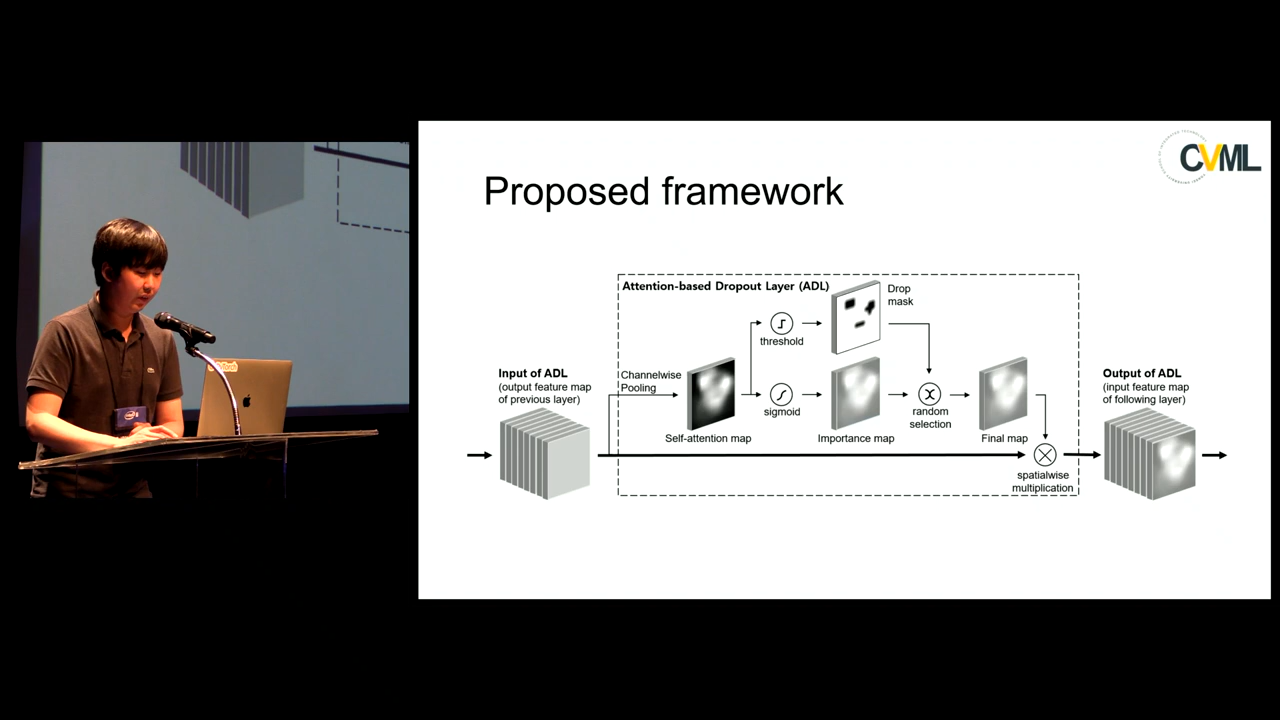 CVML
Proposed framework
Attention-based Dropout Layer (ADL)
Drop
mask
threshold
Input of ADL
(output feature map
of previous layer)
Channelwise
Pooling
sigmoid
random
selection
Output of ADL
(input feature map
of following layer)
Self-attention map
Importance map
Final map
spatialwise
multiplication